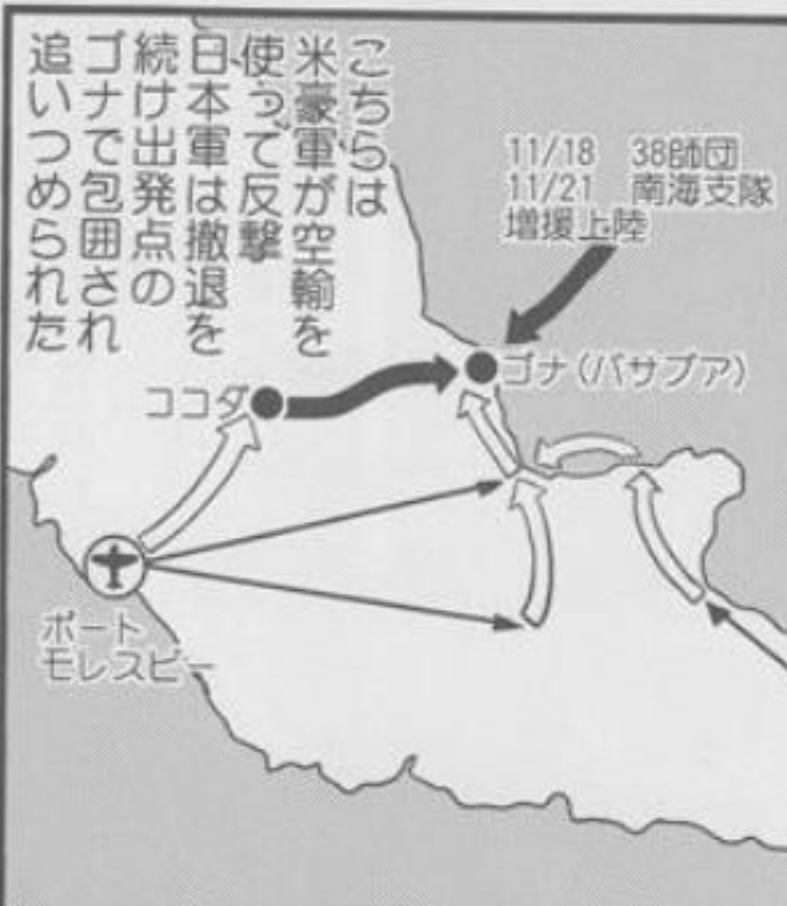 こちらは
米豪軍が空輸を
使って反撃
日本軍は撤退を
続け出発点の
ゴナで包囲され
追いつめられた
11/18 38師団
11/21 南海支隊
増援上陸
ゴナ(バサブア)
ココダ
ポート
モレスビー